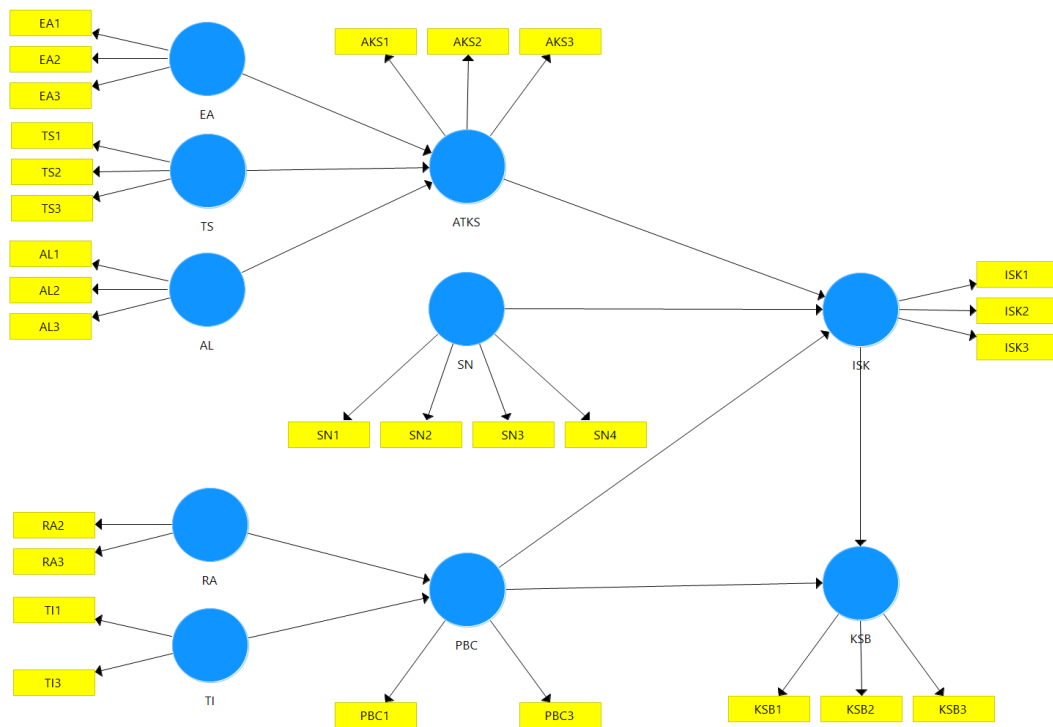 EA1
EA2
EA3
EA
TS1
TS2
TS3
TS
AL1
AL2
AL3
AL
AKS1
AKS2
AKS3
ATKS
SN
SN1
SN2
SN3
SN4
ISK1
ISK2
ISK3
ISK
RA2
RA3
RA
TI1
TI3
TI
PBC
PBC1
PBC3
KSB
KSB1
KSB2
KSB3